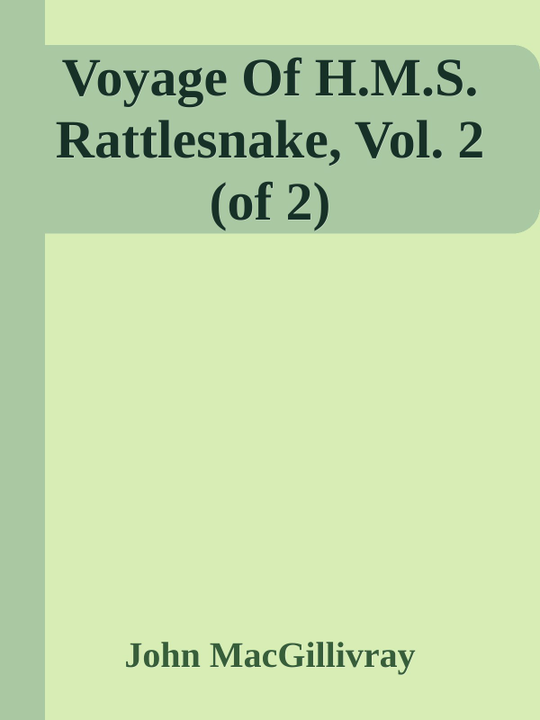 Voyage Of H.M.S.
Rattlesnake, Vol. 2
(of 2)
John MacGillivray